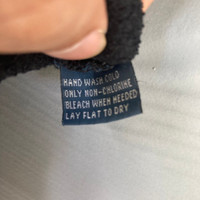 HAND WASH COLD
ONLY NON-CHLORINE
BLEACH WHEN NEEDED
LAY FLAT TO DRY